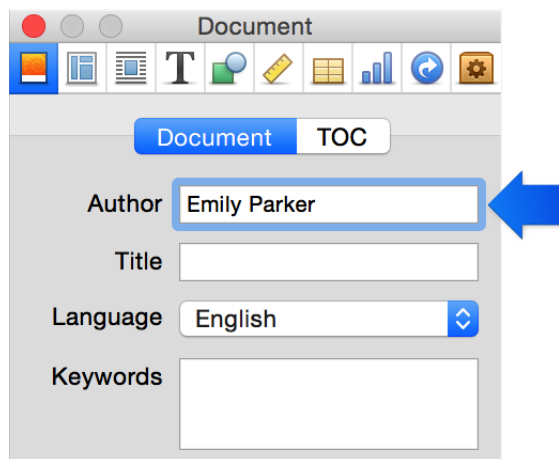 Document
T
Document TOC
Author Emily Parker
Title
Language English
Keywords